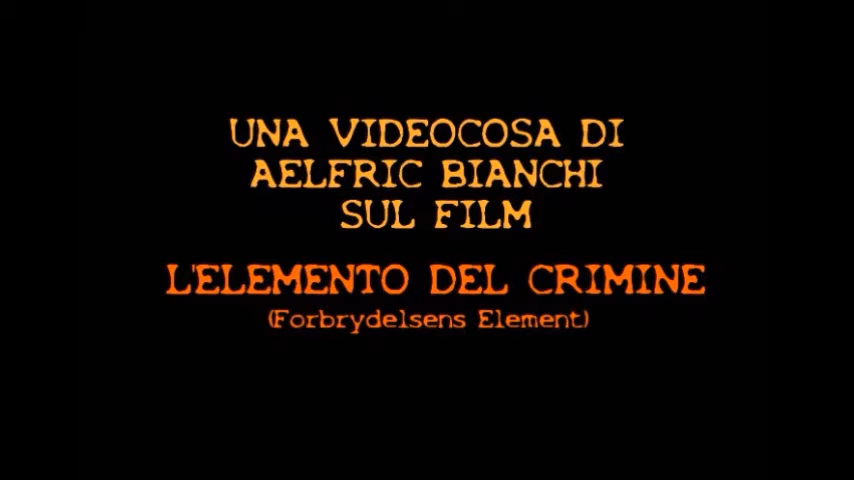 UNA VIDEOCOSA DI
AELFRIC BIANCHI
SUL FILM
L'ELEMENTO DEL CRIMINE
(Forbrydelsens Element)